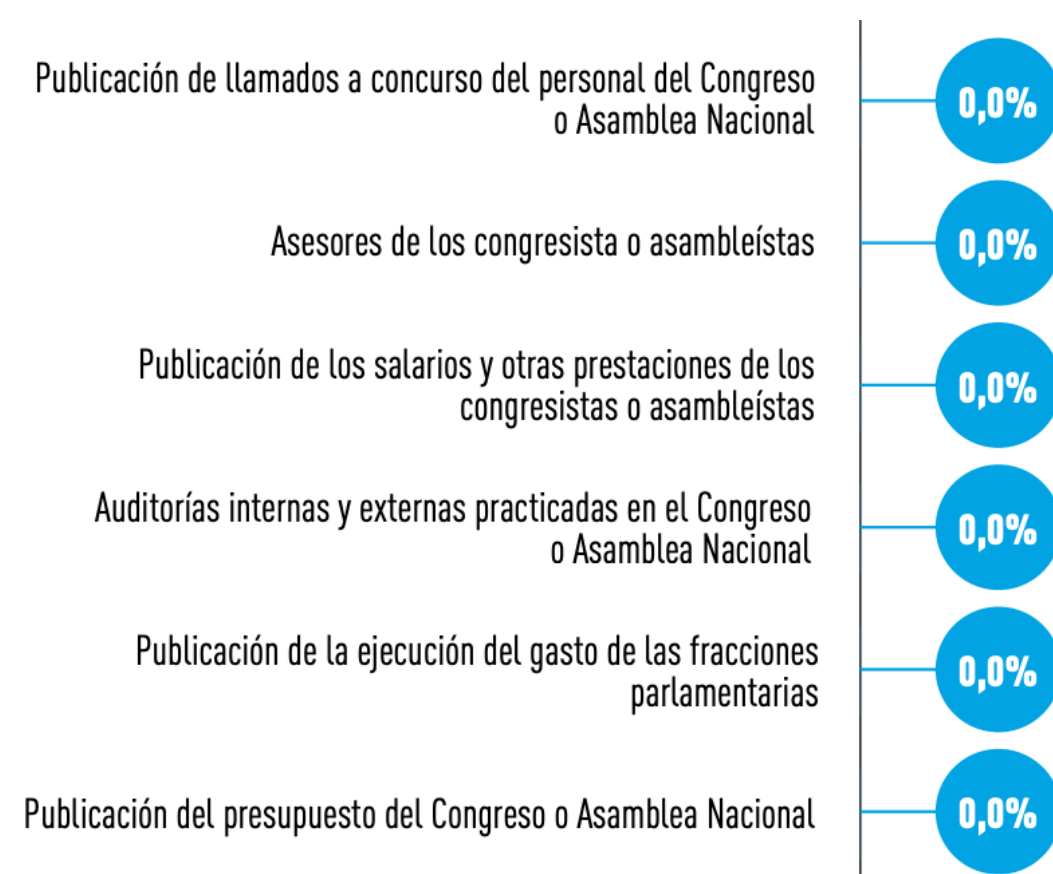 Publicación de llamados a concurso del personal del Congreso
o Asamblea Nacional
0,0%
Asesores de los congresista o asambleístas
0,0%
Publicación de los salarios y otras prestaciones de los
congresistas o asambleístas
0,0%
Auditorías internas y externas practicadas en el Congreso
o Asamblea Nacional
0,0%
Publicación de la ejecución del gasto de las fracciones
parlamentarias
0,0%
Publicación del presupuesto del Congreso o Asamblea Nacional
0,0%